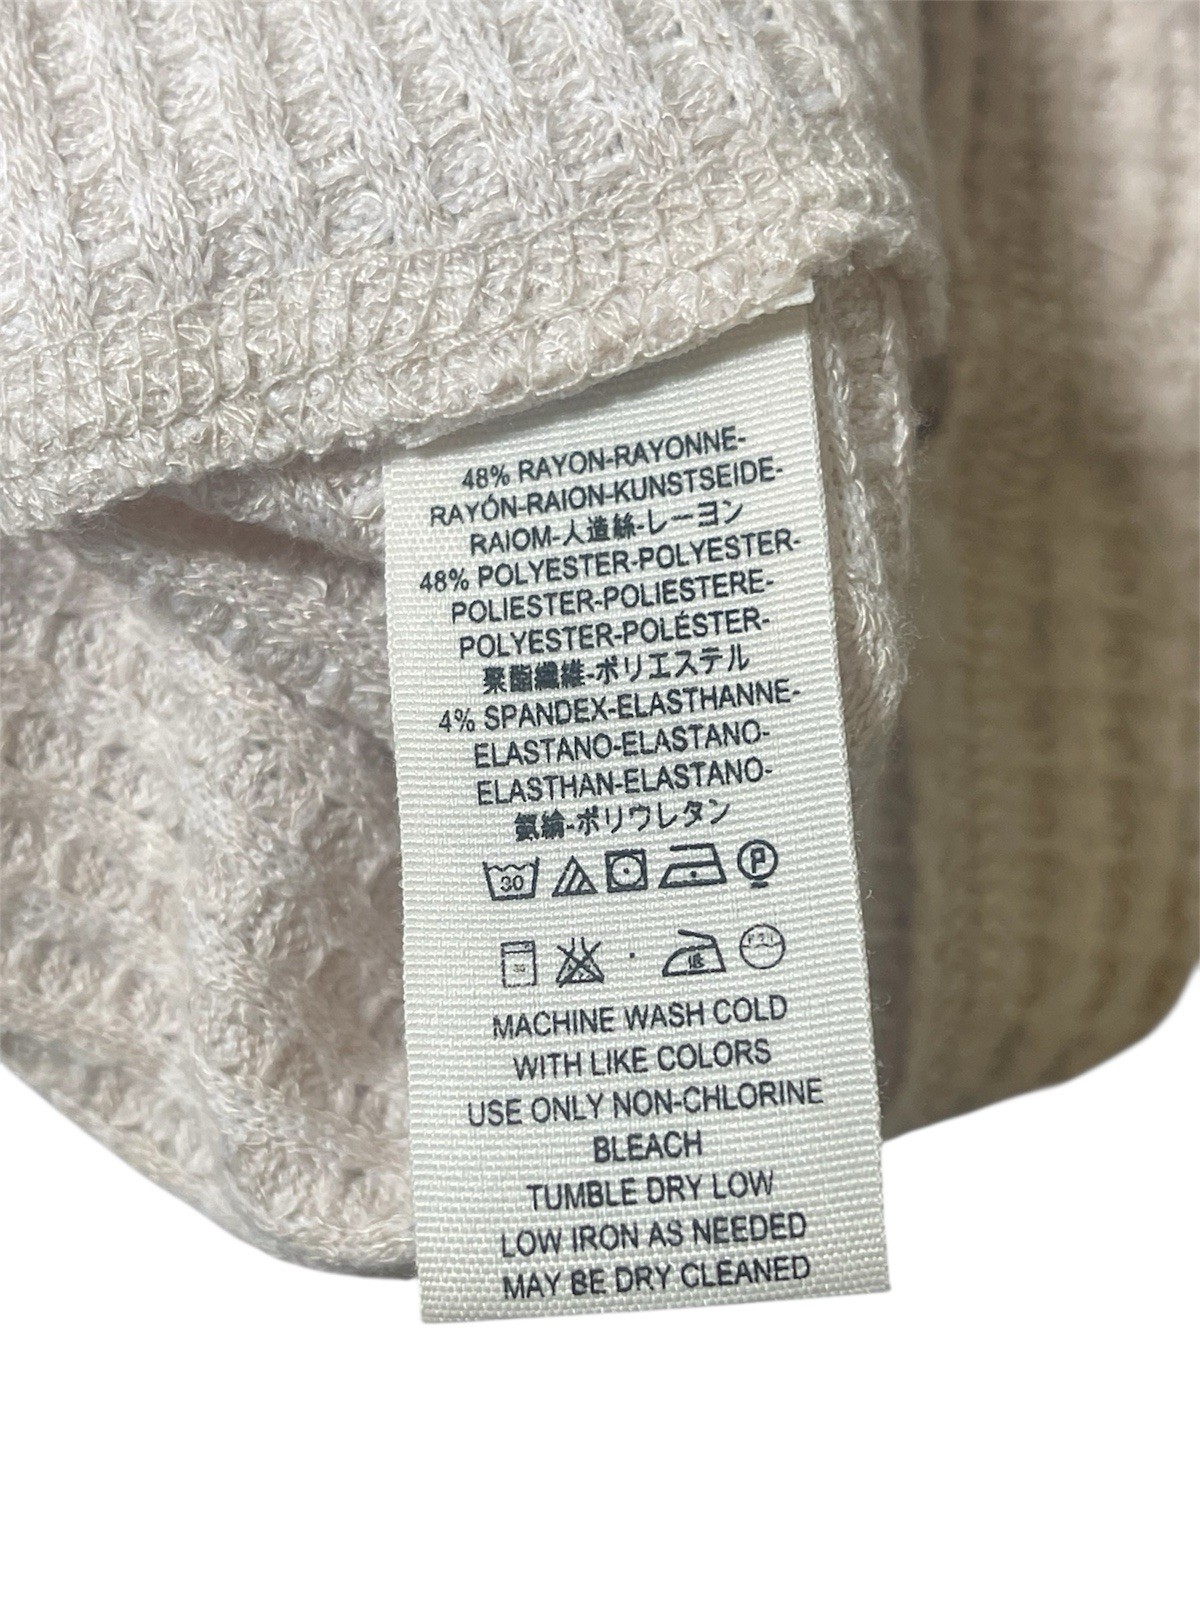 48% RAYON-RAYONNE-
RAYÓN-RAION-KUNSTSEIDE-
RAIOM-人造絲-レーヨン
48% POLYESTER-POLYESTER-
POLIESTER-POLIESTERE-
POLYESTER-POLÉSTER-
聚酯纖維-ポリエステル
4% SPANDEX-ELASTHANNE-
ELASTANO-ELASTANO-
ELASTHAN-ELASTANO-
氨綸-ポリウレタン
30 P
30 低
MACHINE WASH COLD
WITH LIKE COLORS
USE ONLY NON-CHLORINE
BLEACH
TUMBLE DRY LOW
LOW IRON AS NEEDED
MAY BE DRY CLEANED